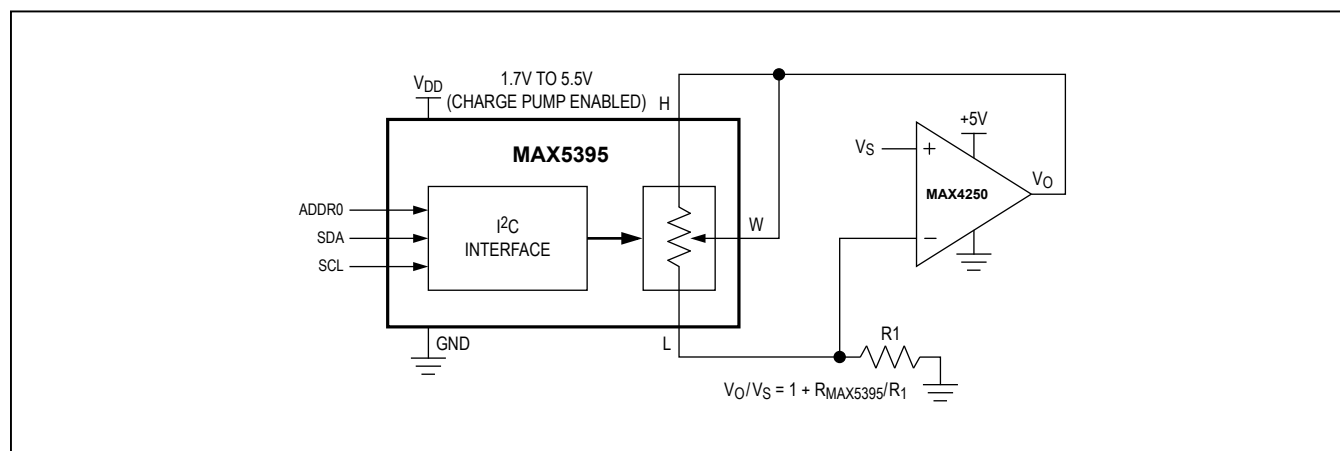 VDD
1.7V TO 5.5V
(CHARGE PUMP ENABLED)
H
MAX5395
ADDR0
SDA
SCL
I2C
INTERFACE
W
GND
L
VS
+
−
+5V
MAX4250
VO
R1
VO/VS = 1 + RMAX5395/R1